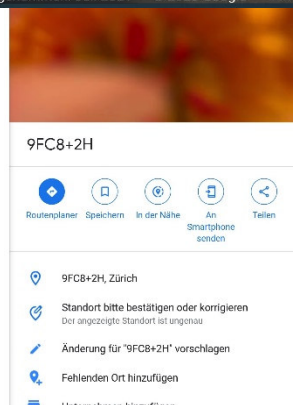 9FC8+2H
Routenplaner Speichern In der Nähe An Smartphone senden Teilen
9FC8+2H, Zürich
Standort bitte bestätigen oder korrigieren
Der angezeigte Standort ist ungenau
Änderung für "9FC8+2H" vorschlagen
Fehlenden Ort hinzufügen